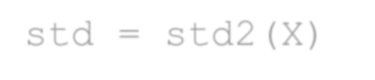 std = std2(X)